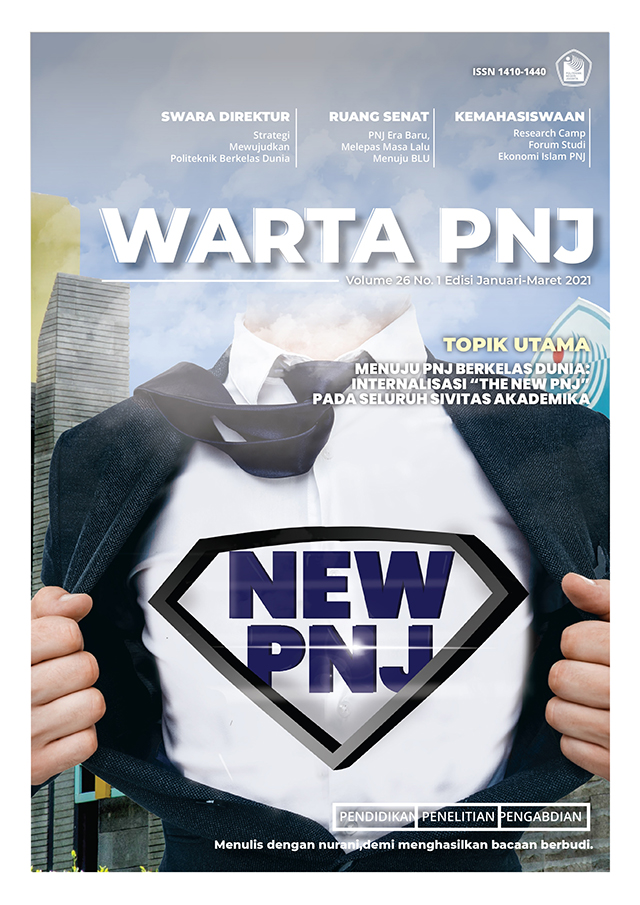 ISSN 1410-1440
SWARA DIREKTUR
Strategi
Mewujudkan
Politeknik Berkelas Dunia
RUANG SENAT
PNJ Era Baru,
Melepas Masa Lalu
Menuju BLU
KEMAHASISWAAN
Research Camp
Forum Studi
Ekonomi Islam PNJ
WARTA PNJ
Volume 26 No. 1 Edisi Januari-Maret 2021
TOPIK UTAMA
MENUJU PNJ BERKELAS DUNIA:
INTERNALISASI “THE NEW PNJ”
PADA SELURUH SIVITAS AKADEMIKA
NEW
PNJ
PENDIDIKAN PENELITIAN PENGABDIAN
Menulis dengan nurani,demi menghasilkan bacaan berbudi.